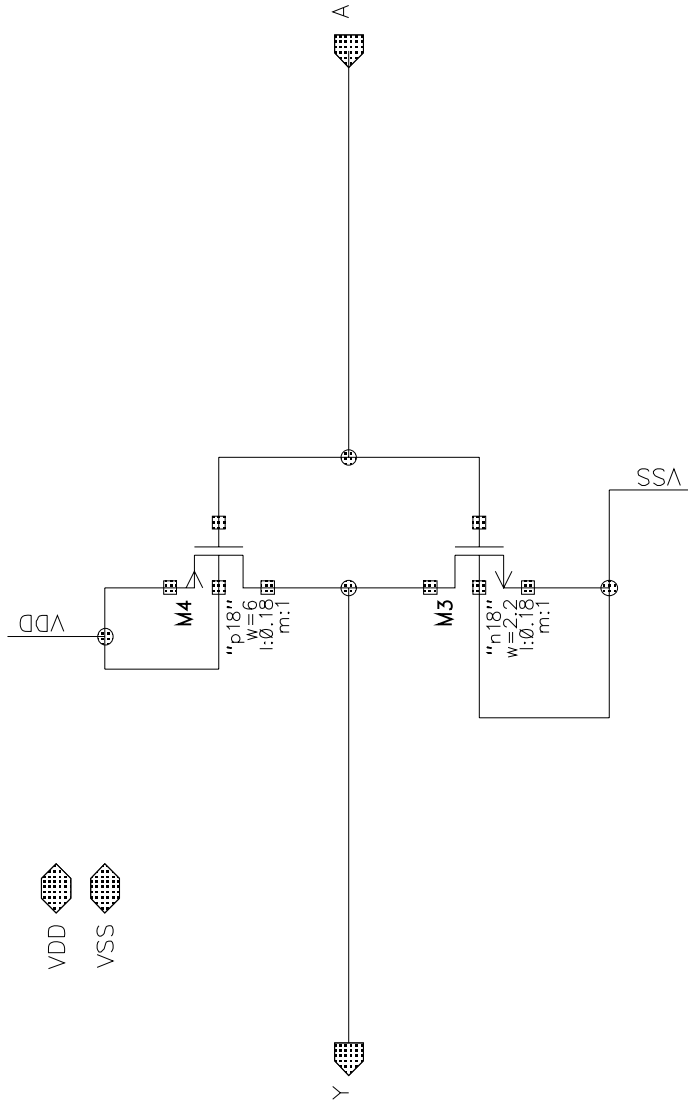 A
VDD
M4
"p18"
w=6
l:0.18
m:1
M3
"n18"
w=2.2
l:0.18
m:1
VSS
VDD
VSS
Y